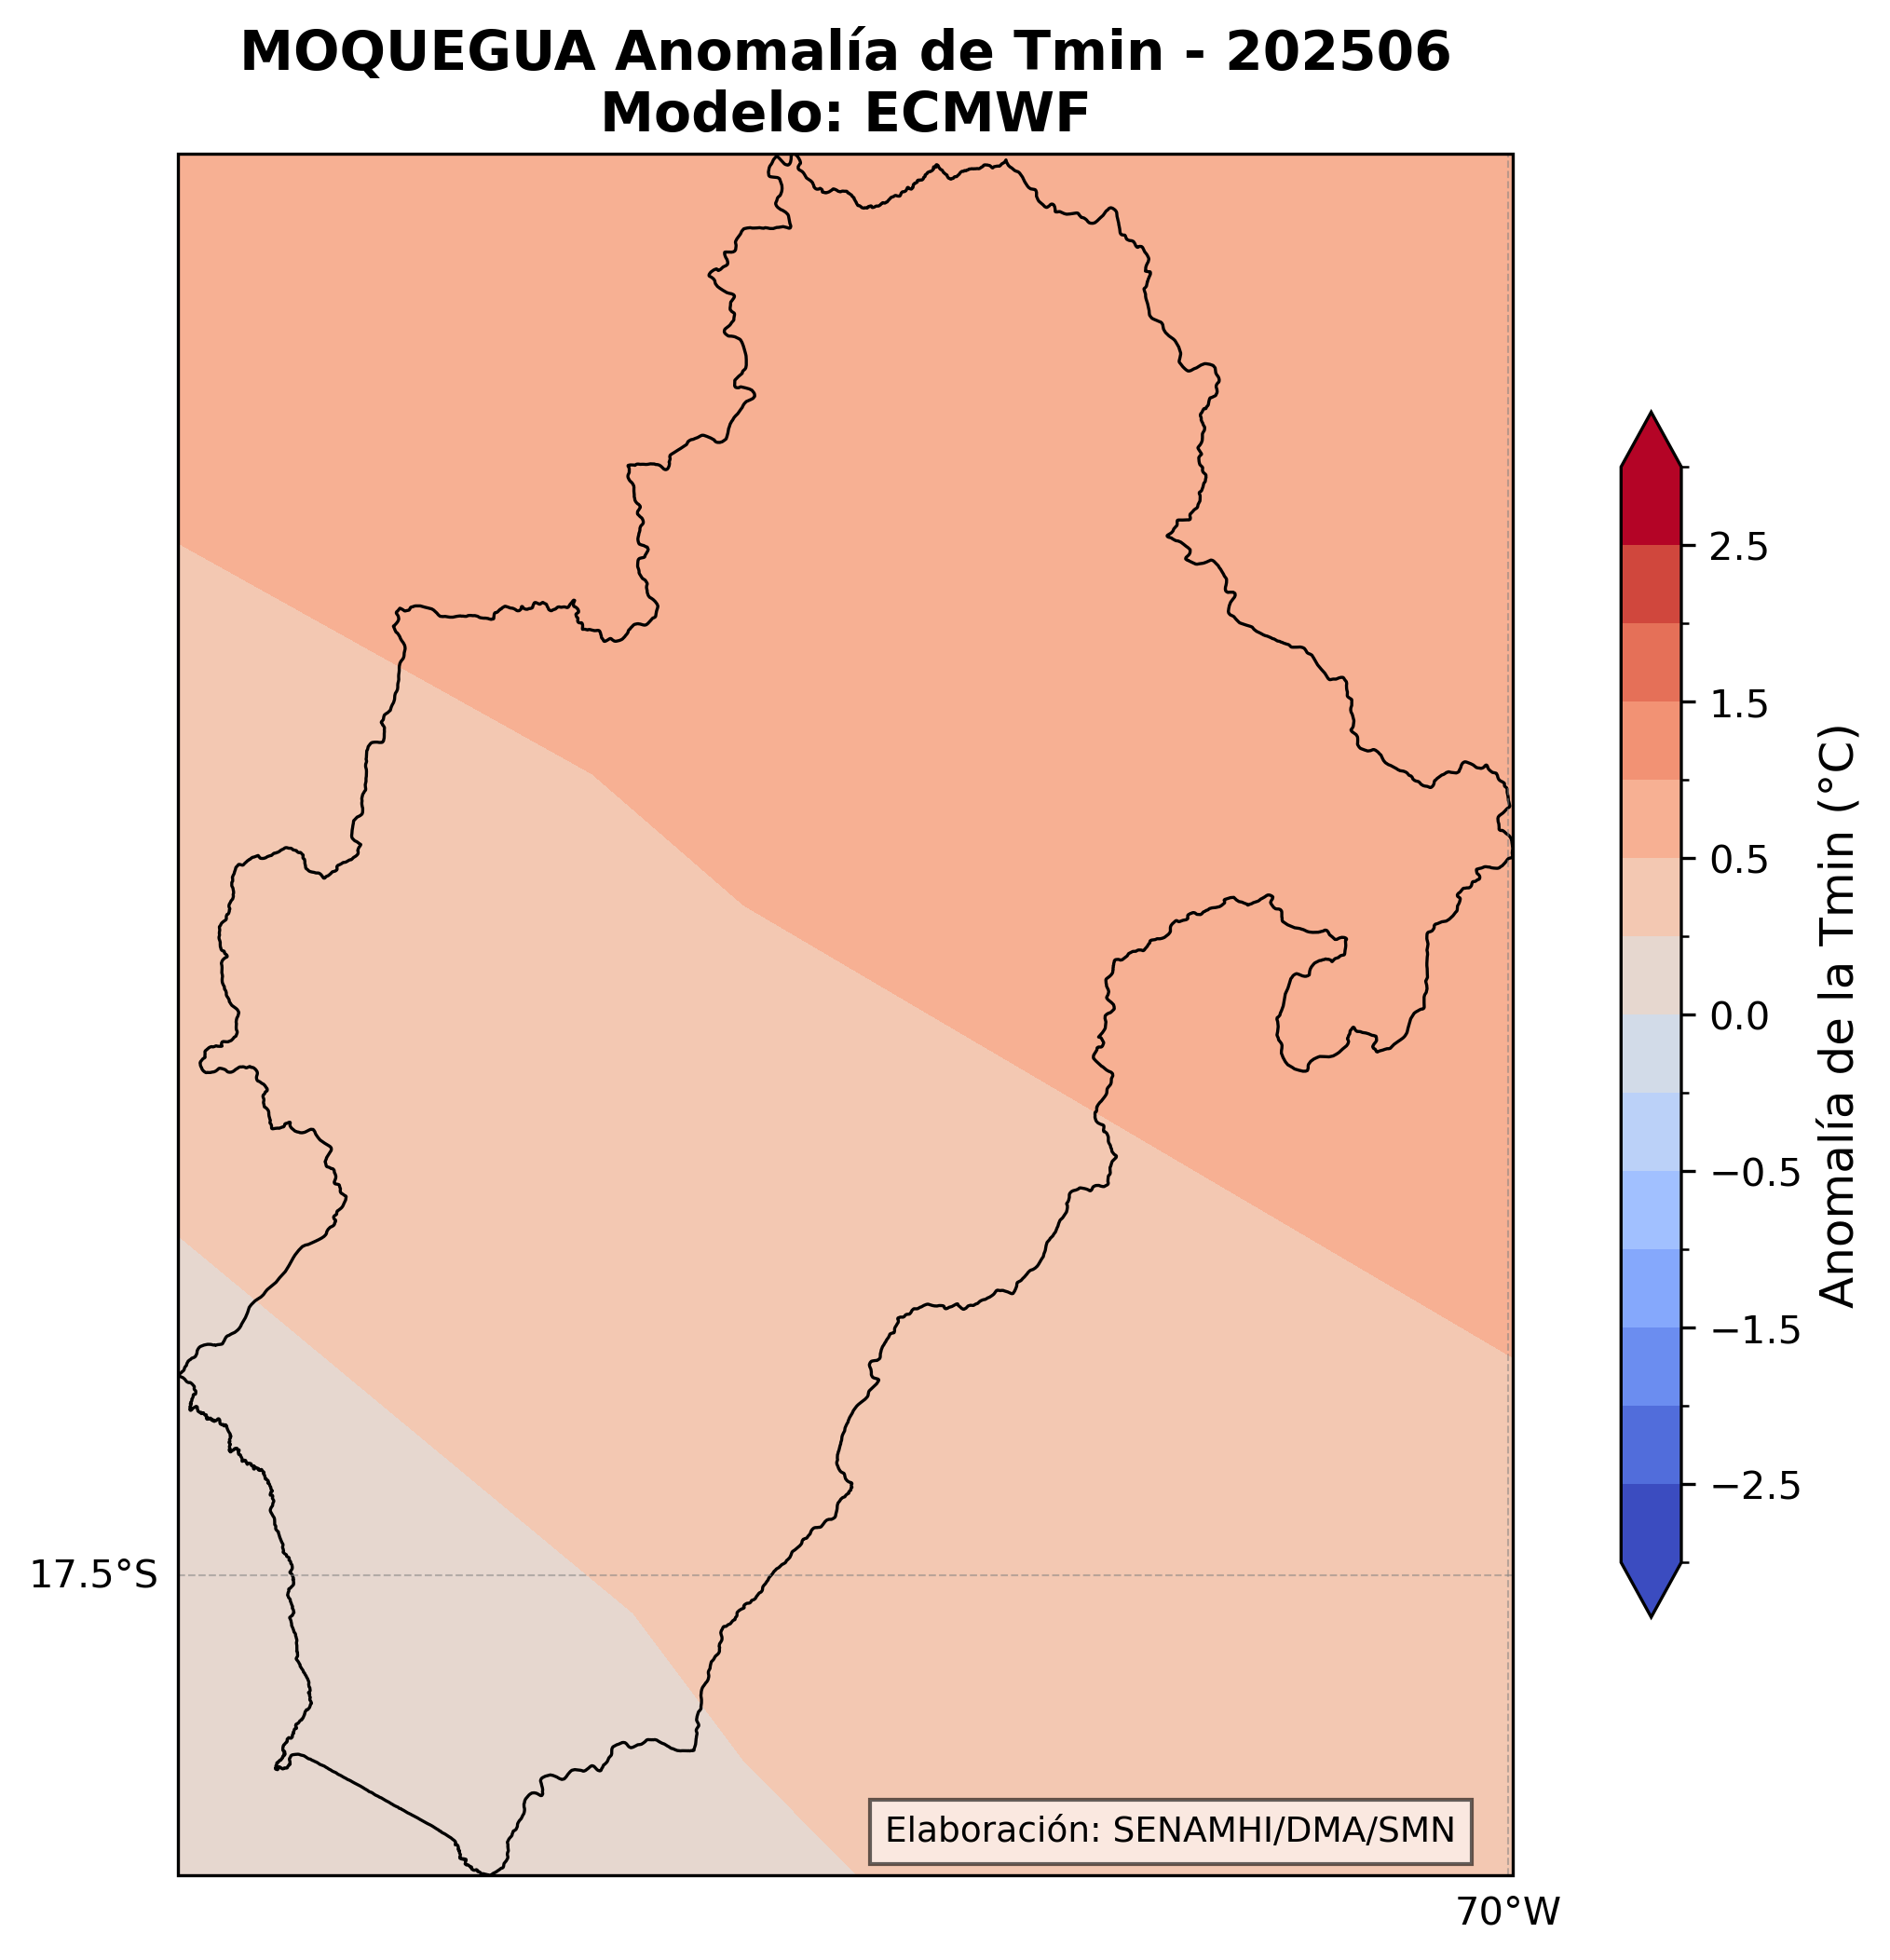 MOQUEGUA Anomalía de Tmin - 202506
Modelo: ECMWF
2.5
1.5
0.5
0.0
−0.5
−1.5
−2.5
Anomalía de la Tmin (°C)
17.5°S
Elaboración: SENAMHI/DMA/SMN
70°W